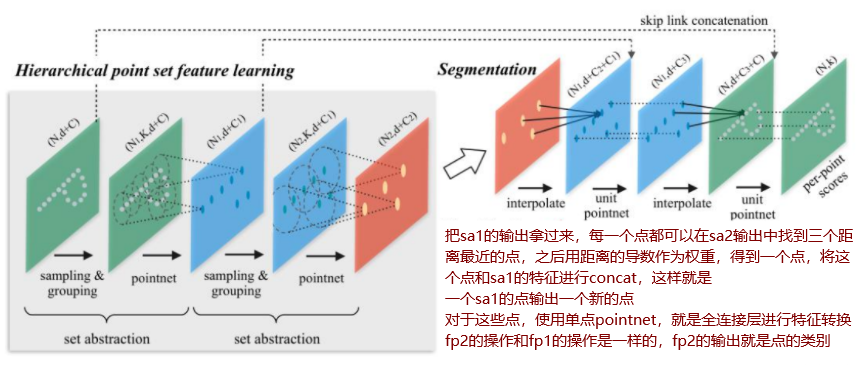 skip link concatenation
Hierarchical point set feature learning
Segmentation
(N,d+C)
(N1,K,d+C)
(N1,d+C1)
(N2,K,d+C1)
(N2,d+C2)
(N1,d+C2+C1)
(N1,d+C3)
(N,d+C3+C)
(N,k)
sampling &
grouping
pointnet
sampling &
grouping
pointnet
set abstraction
set abstraction
interpolate
unit
pointnet
interpolate
unit
pointnet
per-point
scores
把sa1的输出拿过来，每一个点都可以在sa2输出中找到三个距
离最近的点，之后用距离的导数作为权重，得到一个点，将这
个点和sa1的特征进行concat，这样就是
一个sa1的点输出一个新的点
对于这些点，使用单点pointnet，就是全连接层进行特征转换
fp2的操作和fp1的操作是一样的，fp2的输出就是点的类别